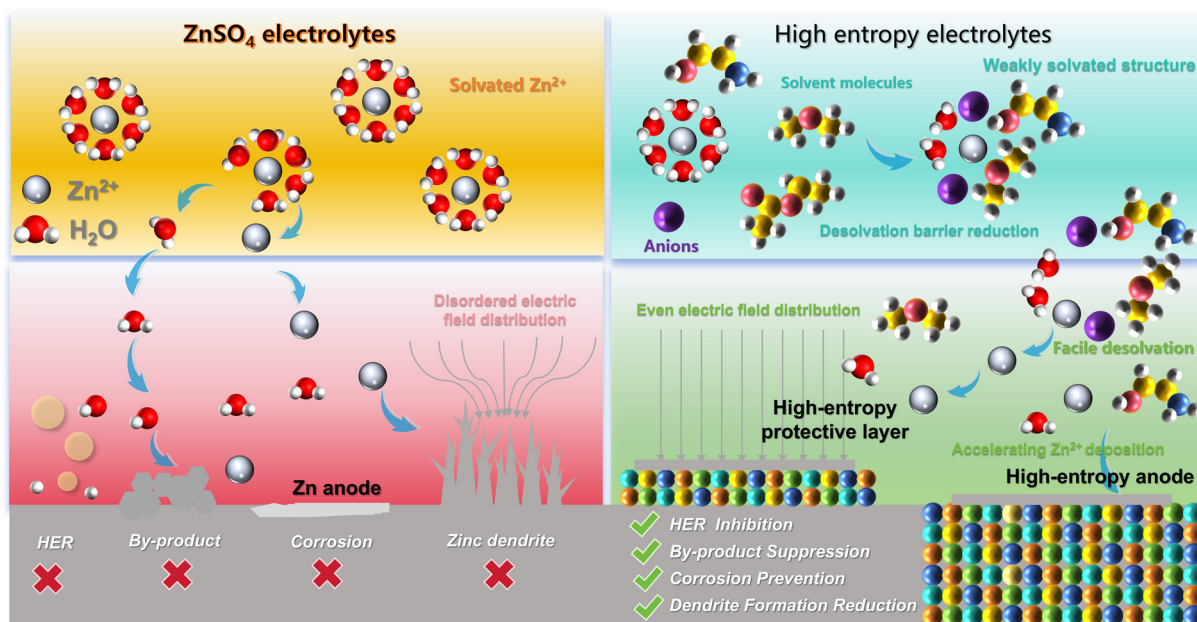 ZnSO₄ electrolytes
Solvated Zn²⁺
Zn²⁺
H₂O
Disordered electric
field distribution
Zn anode
HER
By-product
Corrosion
Zinc dendrite
High entropy electrolytes
Solvent molecules
Weakly solvated structure
Anions
Desolvation barrier reduction
Even electric field distribution
Facile desolvation
High-entropy
protective layer
Accelerating Zn²⁺ deposition
High-entropy anode
HER Inhibition
By-product Suppression
Corrosion Prevention
Dendrite Formation Reduction